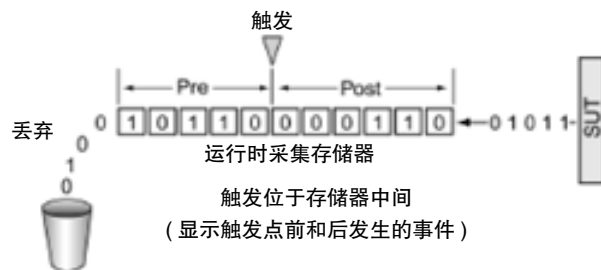 触发
Pre Post
丢弃 0 1 0 1 1 0 0 0 0 1 1 0 0 1 0 1 1 SUT
0
1
0
运行时采集存储器
触发位于存储器中间
(显示触发点前和后发生的事件)